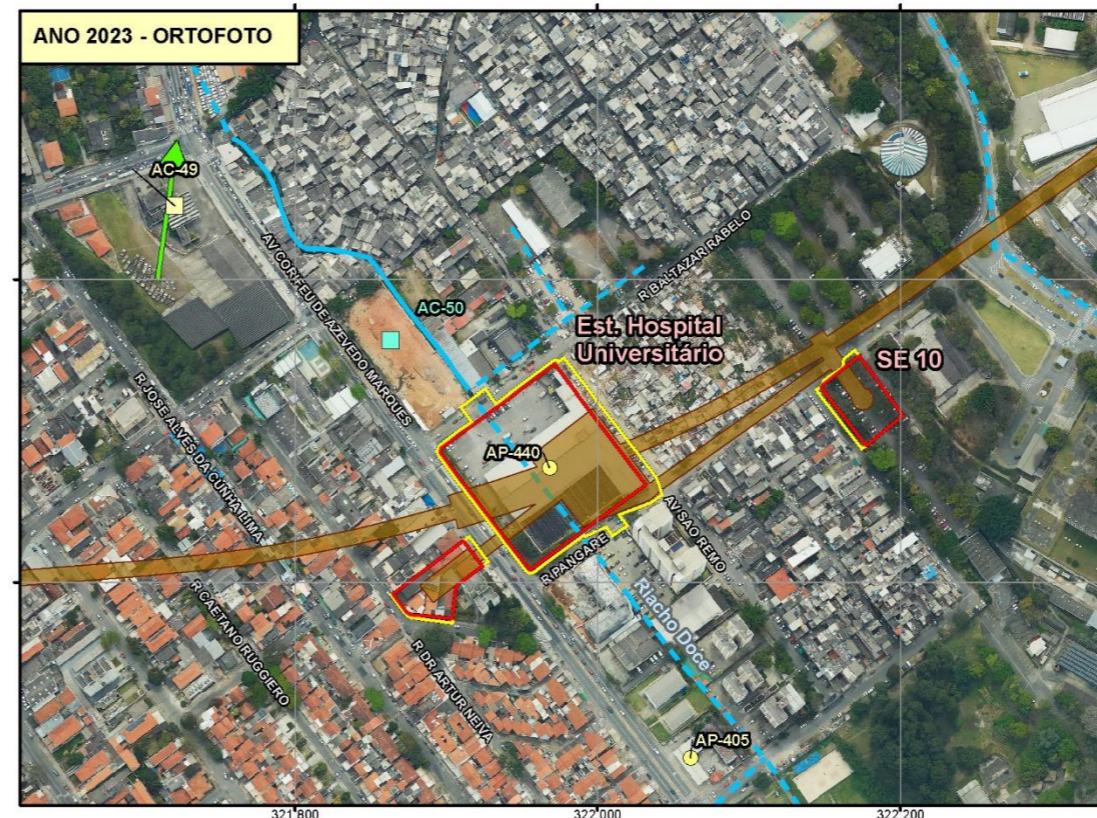 ANO 2023 - ORTOFOTO
AC-49
AV CORIFEU DE AZEVEDO MARQUES
R BALTAZAR RABELO
AC-50
Est. Hospital
Universitário
SE 10
R JOSE ALVES DA CUNHA LIMA
AP-440
AV SAO REMO
R PANGARE
Riacho Doce
R CAETANO RUGGIERO
R DR ARTUR NEIVA
AP-405
321.800
322.000
322.200